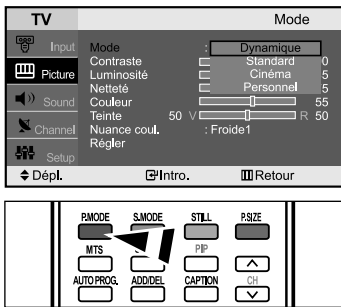 TV Mode
Input
Mode : Dynamique
Contraste Standard 0
Picture
Luminosité Cinéma 5
Netteté Personnel 5
Sound
Couleur 55
Teinte 50 V R 50
Channel
Nuance coul. : Froide1
Régler
Setup
Dépl. Intro. Retour
P.MODE S.MODE STILL P.SIZE
MTS PIP
AUTO PROG. ADD/DEL CAPTION CH